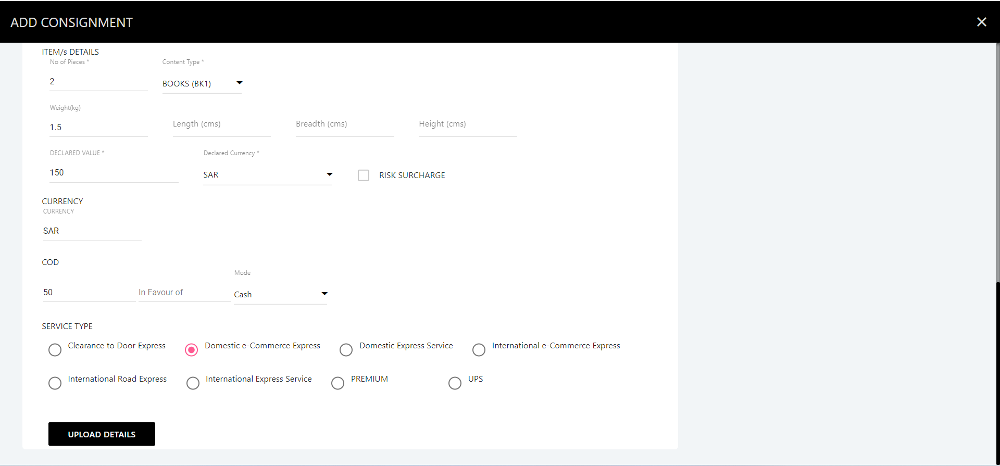 ADD CONSIGNMENT
ITEM/s DETAILS
No of Pieces * Content Type *
2 BOOKS (BK1)
Weight(kg)
1.5 Length (cms) Breadth (cms) Height (cms)
DECLARED VALUE * Declared Currency *
150 SAR RISK SURCHARGE
CURRENCY
CURRENCY
SAR
COD
Mode
50 In Favour of Cash
SERVICE TYPE
Clearance to Door Express Domestic e-Commerce Express Domestic Express Service International e-Commerce Express
International Road Express International Express Service PREMIUM UPS
UPLOAD DETAILS